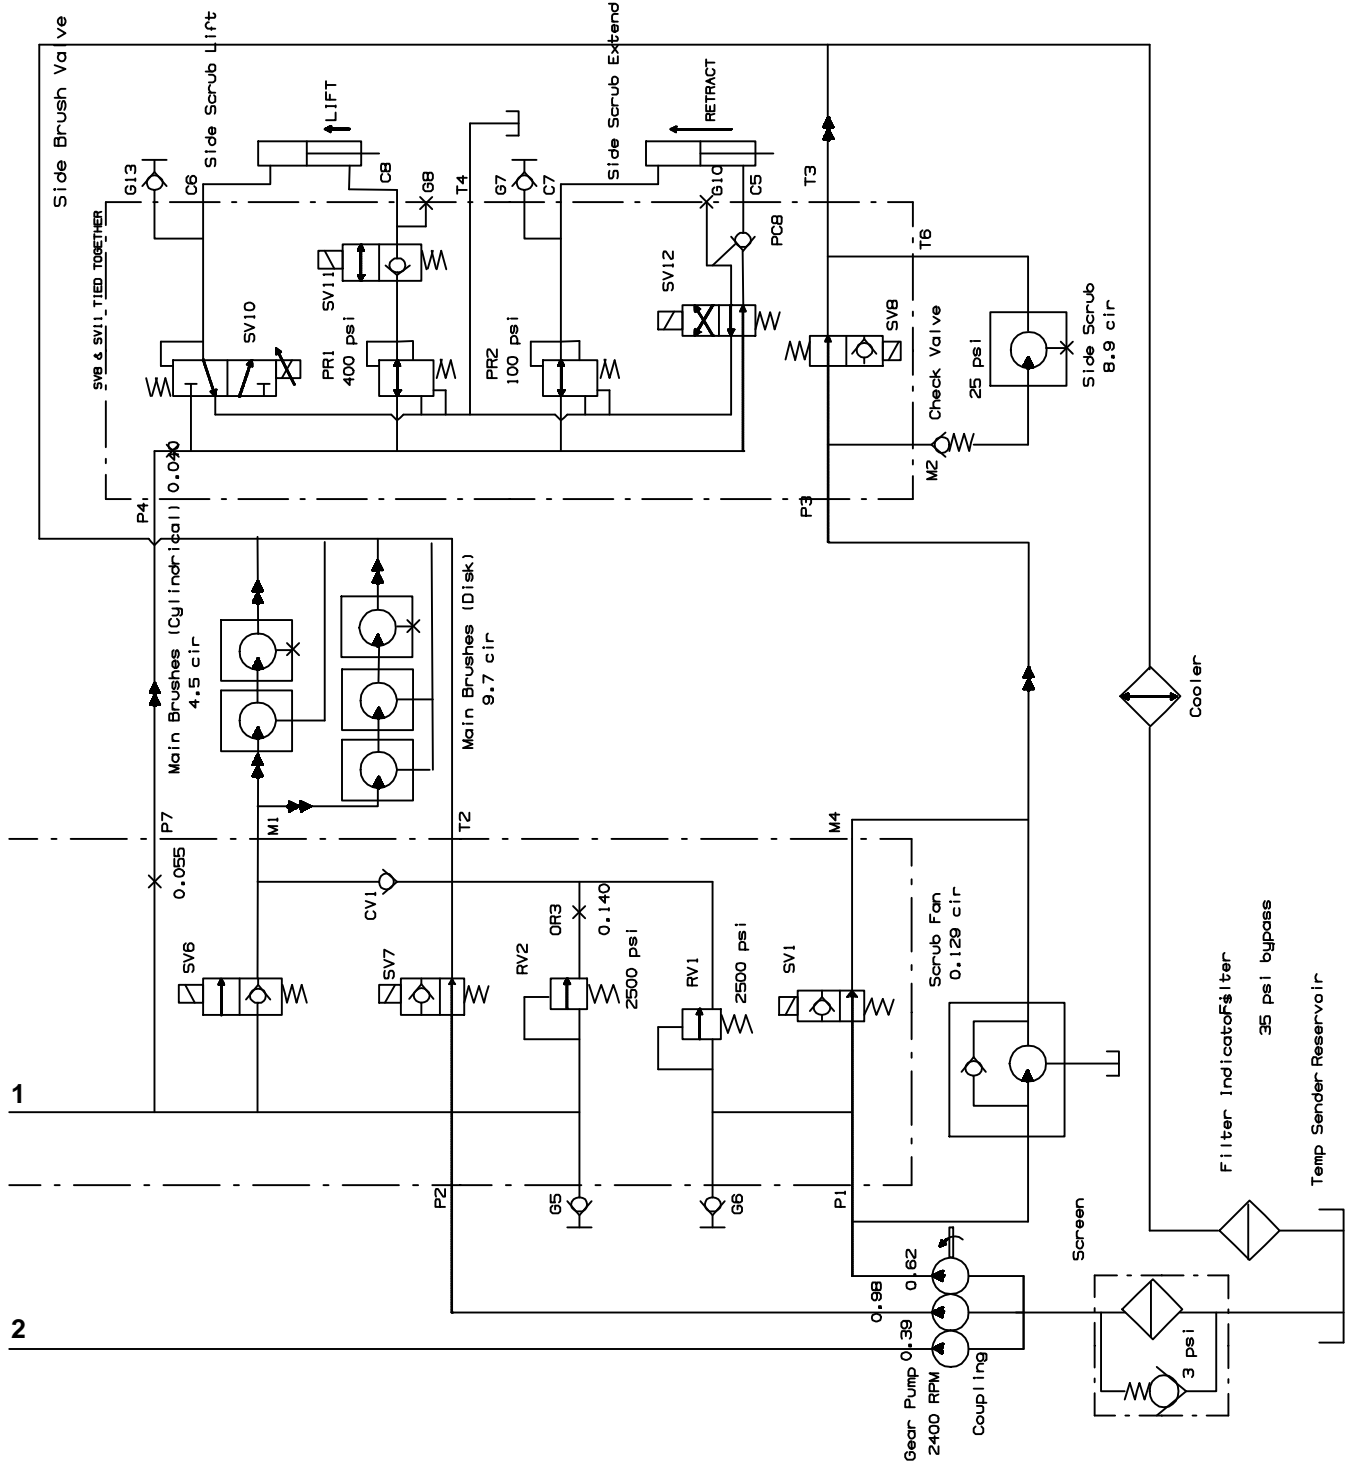 Side Brush Valve
SV8 & SV11 TIED TOGETHER
G13
C6
Side Scrub Lift
LIFT
C8
G8
T4
G7
C7
Side Scrub Extend
RETRACT
G10
C5
PC8
T3
T6
SV10
SV11
PR1
400 psi
PR2
100 psi
SV12
SV8
Check Valve
25 psi
Side Scrub
8.9 cir
M2
P3
P4
0.040
Main Brushes (Cylindrical)
4.5 cir
Main Brushes (Disk)
9.7 cir
P7
M1
T2
M4
Cooler
0.055
CV1
OR3
0.140
SV6
SV7
RV2
2500 psi
RV1
2500 psi
SV1
Scrub Fan
0.129 cir
1
P2
G5
G6
P1
2
0.62
0.98
Gear Pump 0.39
2400 RPM
Coupling
Screen
3 psi
Filter Indicator
Filter
35 psi bypass
Temp Sender Reservoir